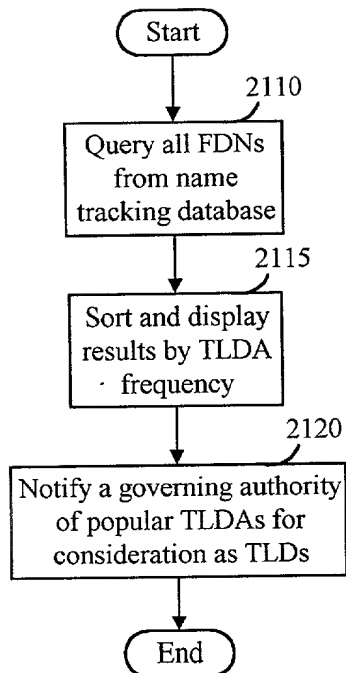 Start
2110
Query all FDNs
from name
tracking database
2115
Sort and display
results by TLDA
frequency
2120
Notify a governing authority
of popular TLDAs for
consideration as TLDs
End